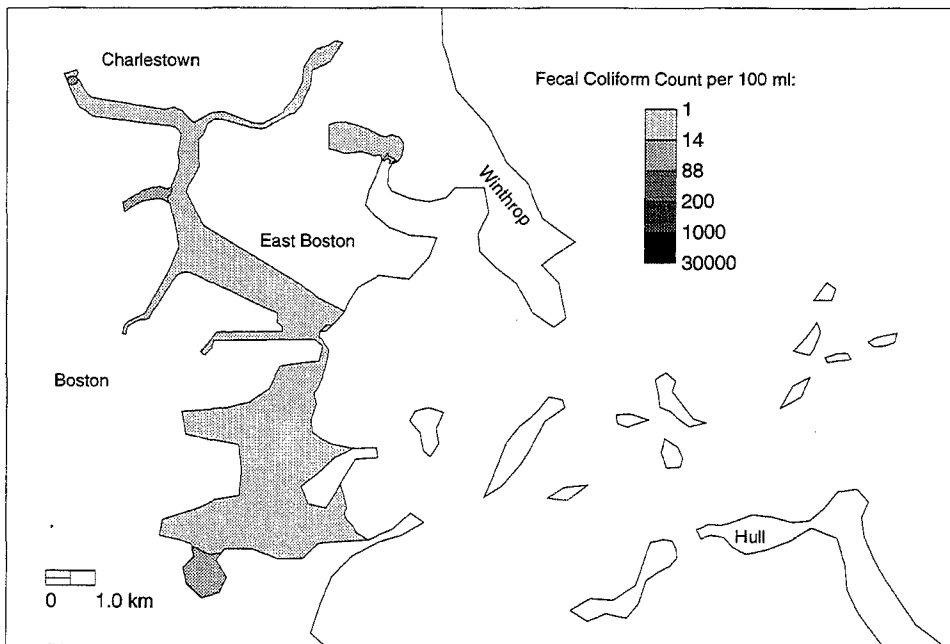 Charlestown
Fecal Coliform Count per 100 ml:
1
14
88
200
1000
30000
Winthrop
East Boston
Boston
Hull
0 1.0 km